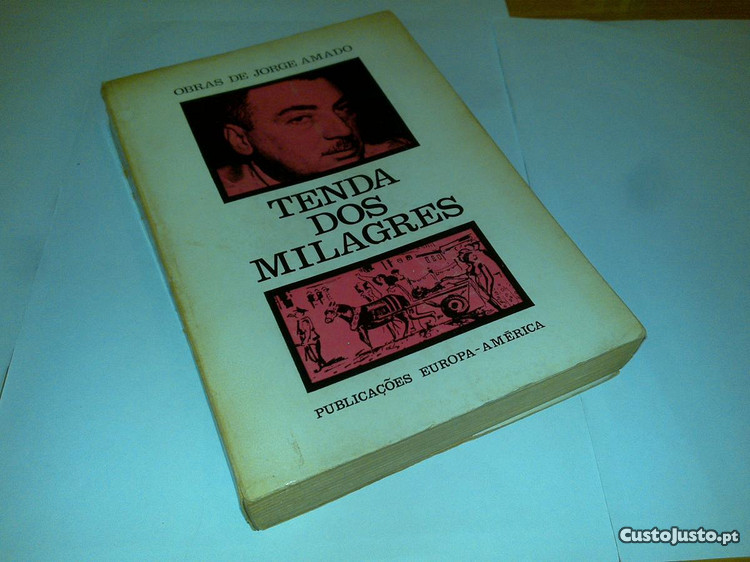 OBRAS DE JORGE AMADO
TENDA
DOS
MILAGRES
PUBLICAÇÕES EUROPA-AMÉRICA
CustoJusto.pt